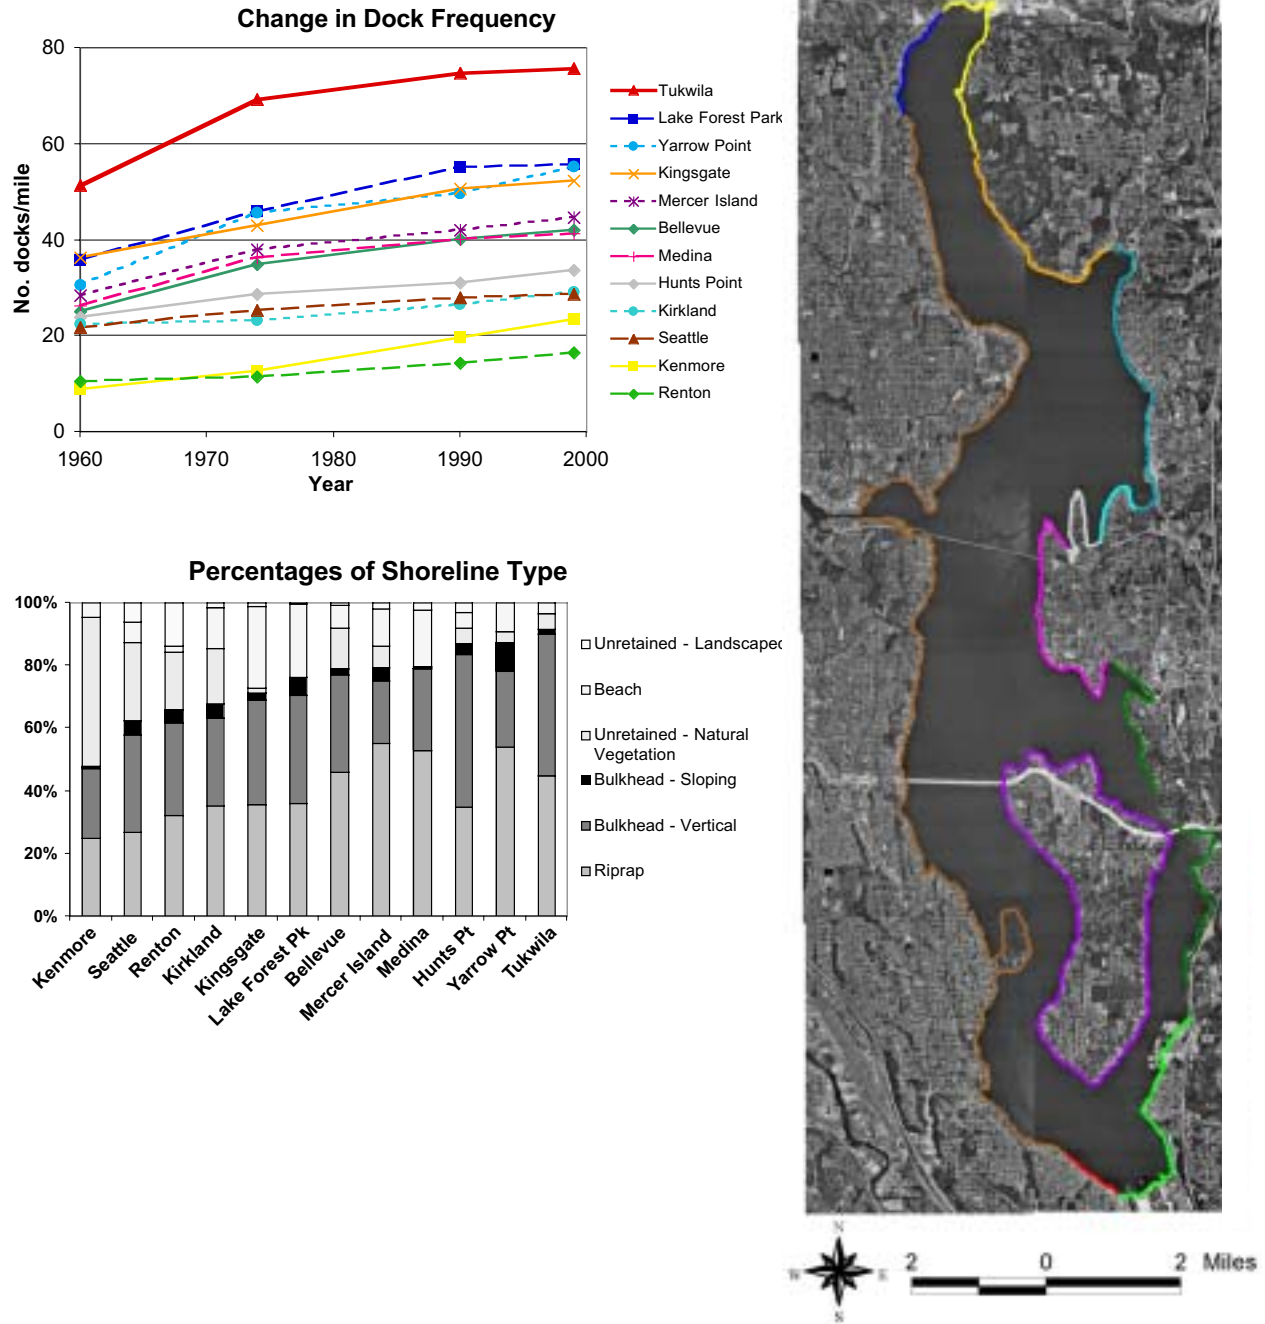 Change in Dock Frequency
No. docks/mile
80
60
40
20
0
1960 1970 1980 1990 2000
Year
Tukwila
Lake Forest Park
Yarrow Point
Kingsgate
Mercer Island
Bellevue
Medina
Hunts Point
Kirkland
Seattle
Kenmore
Renton
Percentages of Shoreline Type
100%
80%
60%
40%
20%
0%
Kenmore
Seattle
Renton
Kirkland
Kingsgate
Lake Forest Pk
Bellevue
Mercer Island
Medina
Hunts Pt
Yarrow Pt
Tukwila
Unretained - Landscaped
Beach
Unretained - Natural
Vegetation
Bulkhead - Sloping
Bulkhead - Vertical
Riprap
N
W E
S
2 0 2 Miles